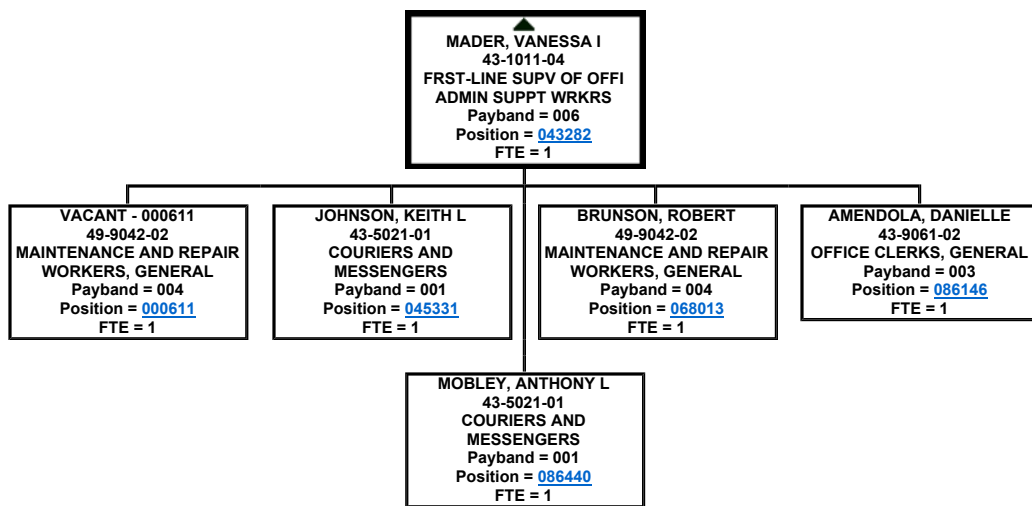 MADER, VANESSA I
43-1011-04
FRST-LINE SUPV OF OFFI
ADMIN SUPPT WRKRS
Payband = 006
Position = 043282
FTE = 1
VACANT - 000611
49-9042-02
MAINTENANCE AND REPAIR
WORKERS, GENERAL
Payband = 004
Position = 000611
FTE = 1
JOHNSON, KEITH L
43-5021-01
COURIERS AND
MESSENGERS
Payband = 001
Position = 045331
FTE = 1
BRUNSON, ROBERT
49-9042-02
MAINTENANCE AND REPAIR
WORKERS, GENERAL
Payband = 004
Position = 068013
FTE = 1
AMENDOLA, DANIELLE
43-9061-02
OFFICE CLERKS, GENERAL
Payband = 003
Position = 086146
FTE = 1
MOBLEY, ANTHONY L
43-5021-01
COURIERS AND
MESSENGERS
Payband = 001
Position = 086440
FTE = 1